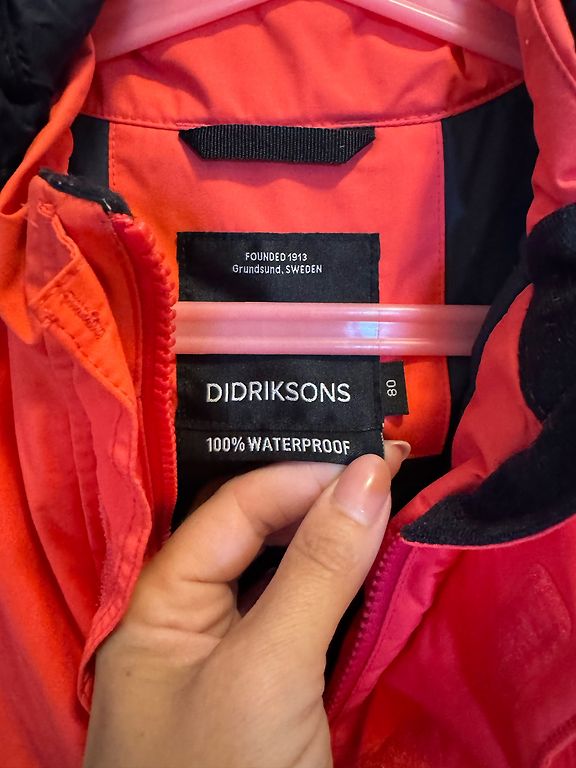 FOUNDED 1913
Grundsund, SWEDEN
DIDRIKSONS
80
100% WATERPROOF